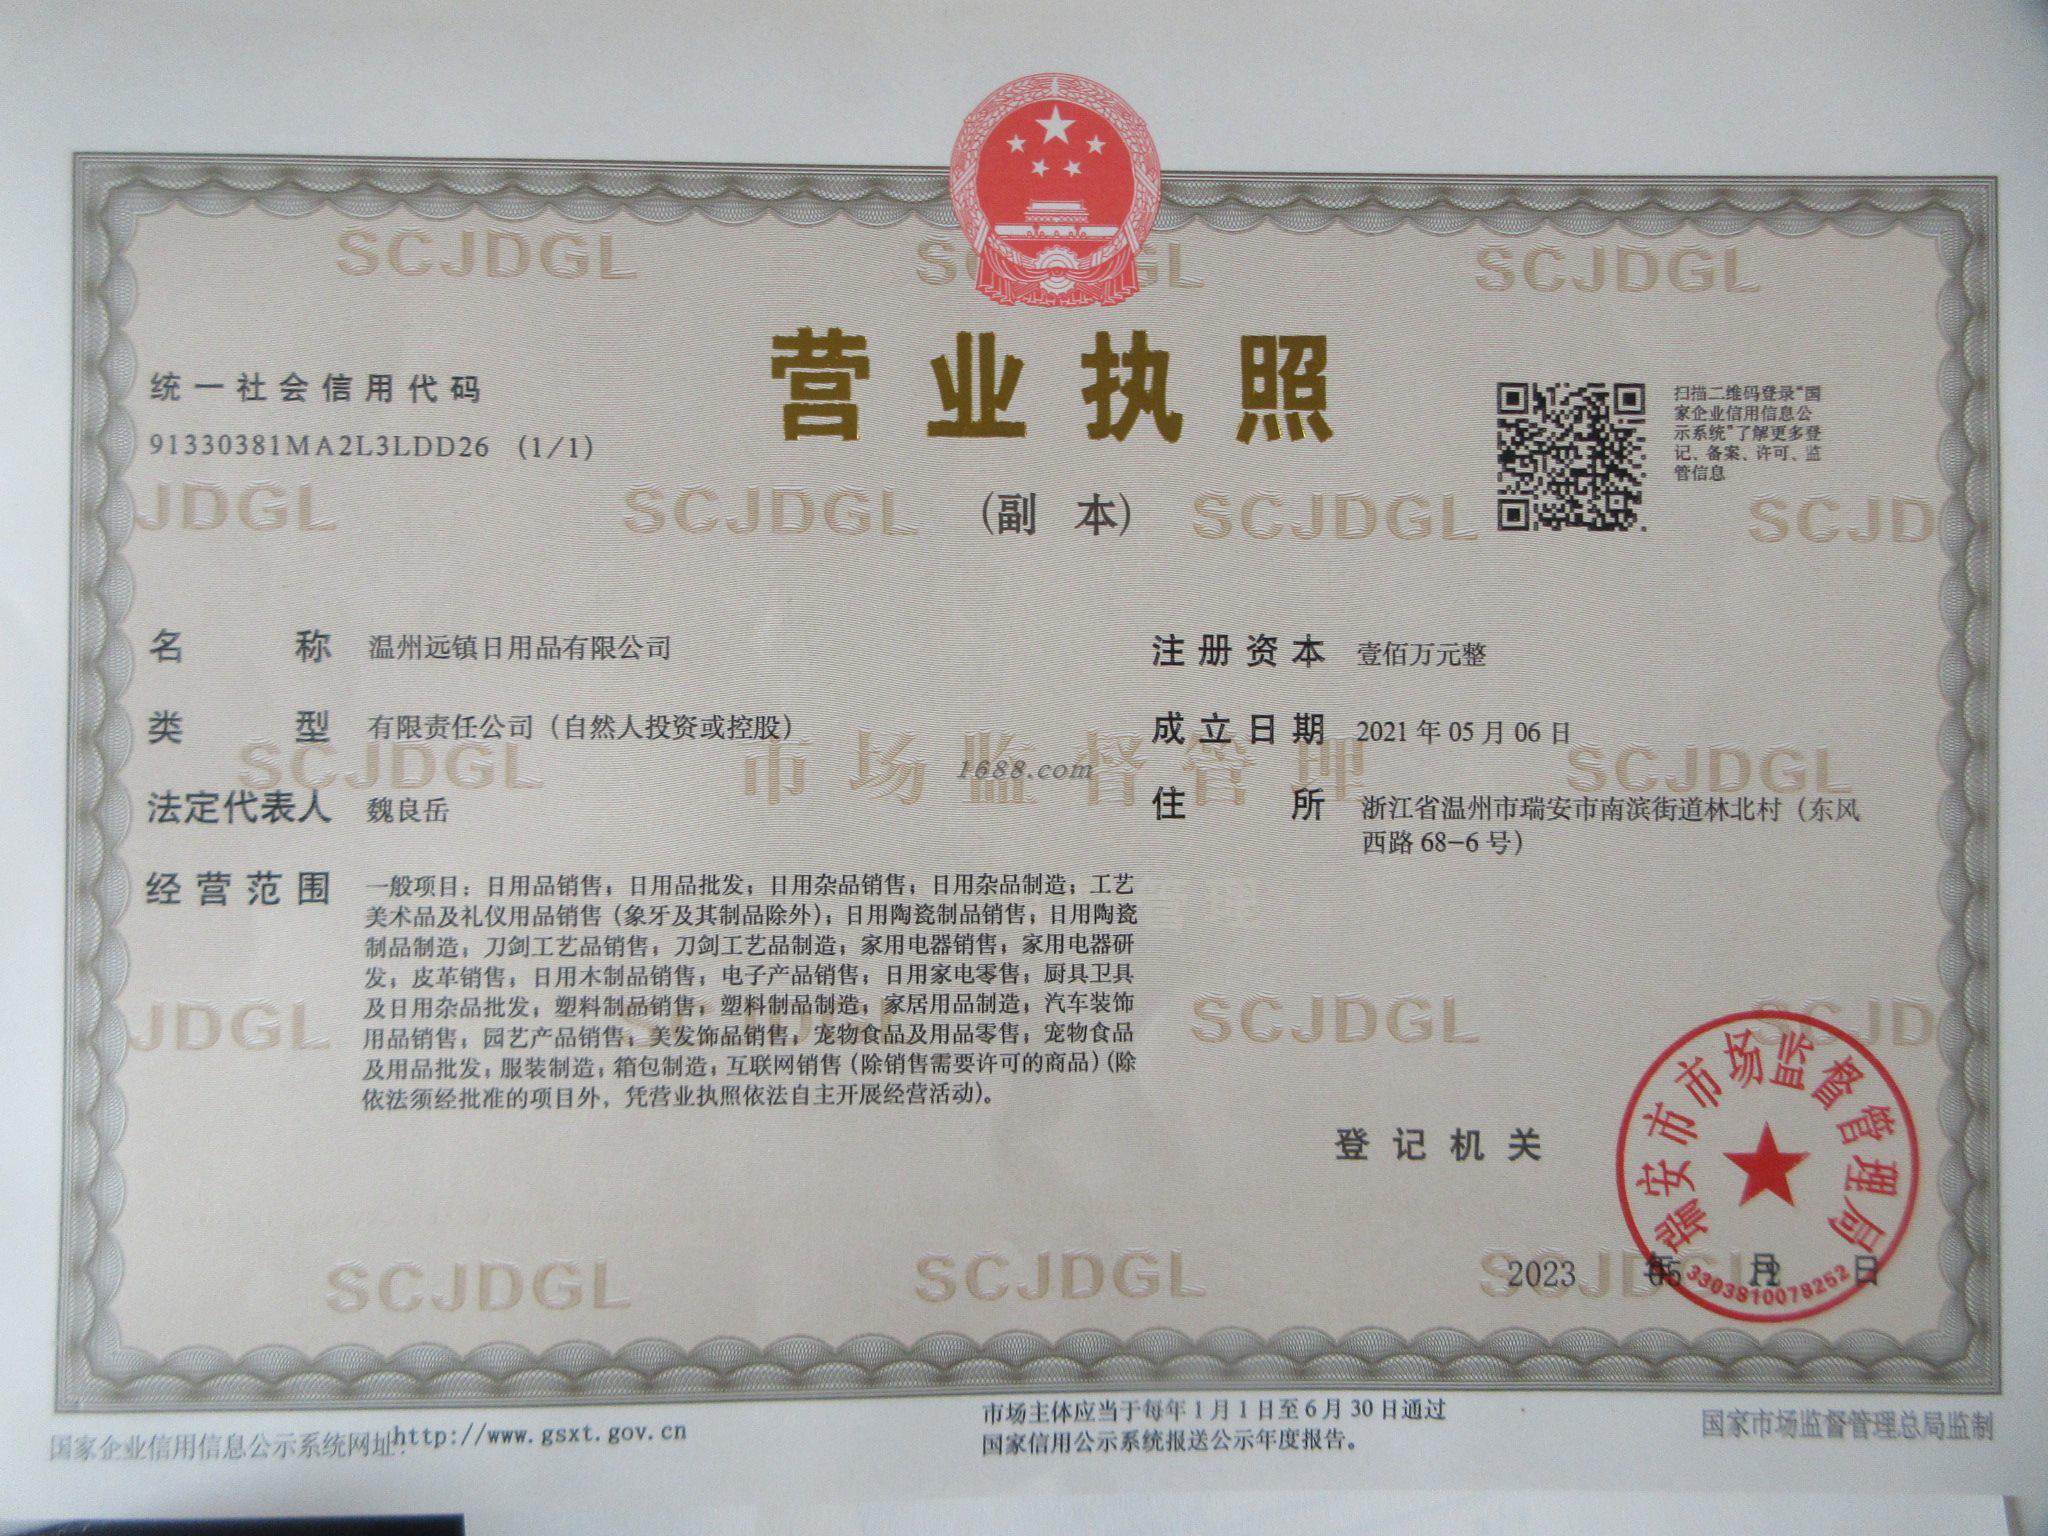 SCJDGL
SCJDGL
营业执照
(副 本)
统一社会信用代码
91330381MA2L3LDD26 (1/1)
扫描二维码登录“国
家企业信用信息公
示系统”了解更多登
记、备案、许可、监
管信息
JDGL
SCJDGL
SCJDGL
SCJD
名 称 温州远镇日用品有限公司
类 型 有限责任公司（自然人投资或控股）
法定代表人 魏良岳
经营范围 一般项目：日用品销售；日用品批发；日用杂品销售；日用杂品制造；工艺
美术品及礼仪用品销售（象牙及其制品除外）；日用陶瓷制品销售；日用陶瓷
制品制造；刀剑工艺品销售；刀剑工艺品制造；家用电器销售；家用电器研
发；皮革销售；日用木制品销售；电子产品销售；日用家电零售；厨具卫具
及日用杂品批发；塑料制品销售；塑料制品制造；家居用品制造；汽车装饰
用品销售；园艺产品销售；美发饰品销售；宠物食品及用品零售；宠物食品
及用品批发；服装制造；箱包制造；互联网销售（除销售需要许可的商品）(除
依法须经批准的项目外，凭营业执照依法自主开展经营活动)。
注册资本 壹佰万元整
成立日期 2021 年 05 月 06 日
住 所 浙江省温州市瑞安市南滨街道林北村（东风
西路 68-6 号）
SCJDGL
市场监督管理
SCJDGL
1688.com
JDGL
SCJDGL
SCJD
登记机关
瑞安市市场监督管理局
3303810078252
2023 年 05 月 12 日
SCJDGL
SCJDGL
SCJDGL
国家企业信用信息公示系统网址：http://www.gsxt.gov.cn
市场主体应当于每年 1 月 1 日至 6 月 30 日通过
国家信用公示系统报送公示年度报告。
国家市场监督管理总局监制